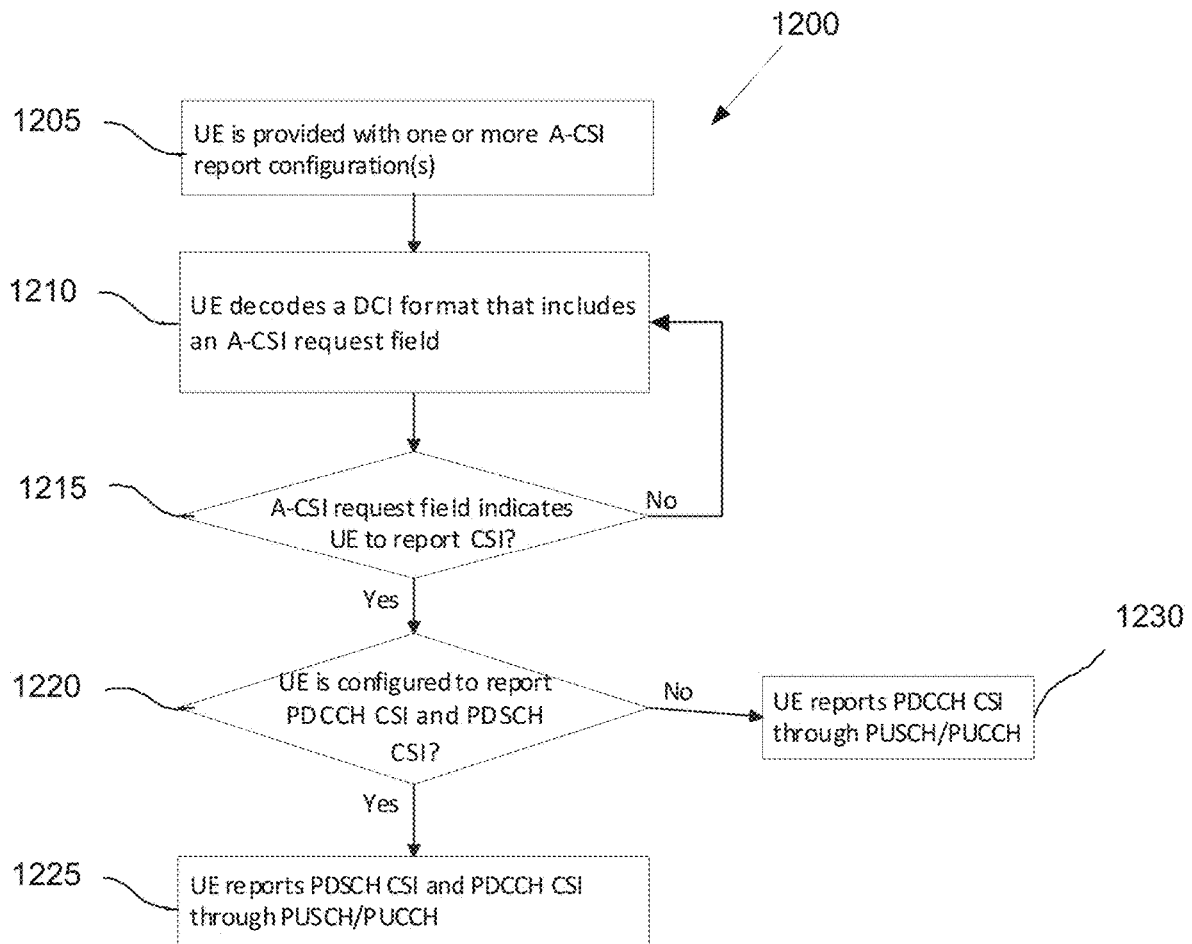 1200
1205
UE is provided with one or more A-CSI
report configuration(s)
1210
UE decodes a DCI format that includes
an A-CSI request field
1215
A-CSI request field indicates
UE to report CSI?
No
Yes
1220
UE is configured to report
PDCCH CSI and PDSCH
CSI?
No
1230
UE reports PDCCH CSI
through PUSCH/PUCCH
Yes
1225
UE reports PDSCH CSI and PDCCH CSI
through PUSCH/PUCCH